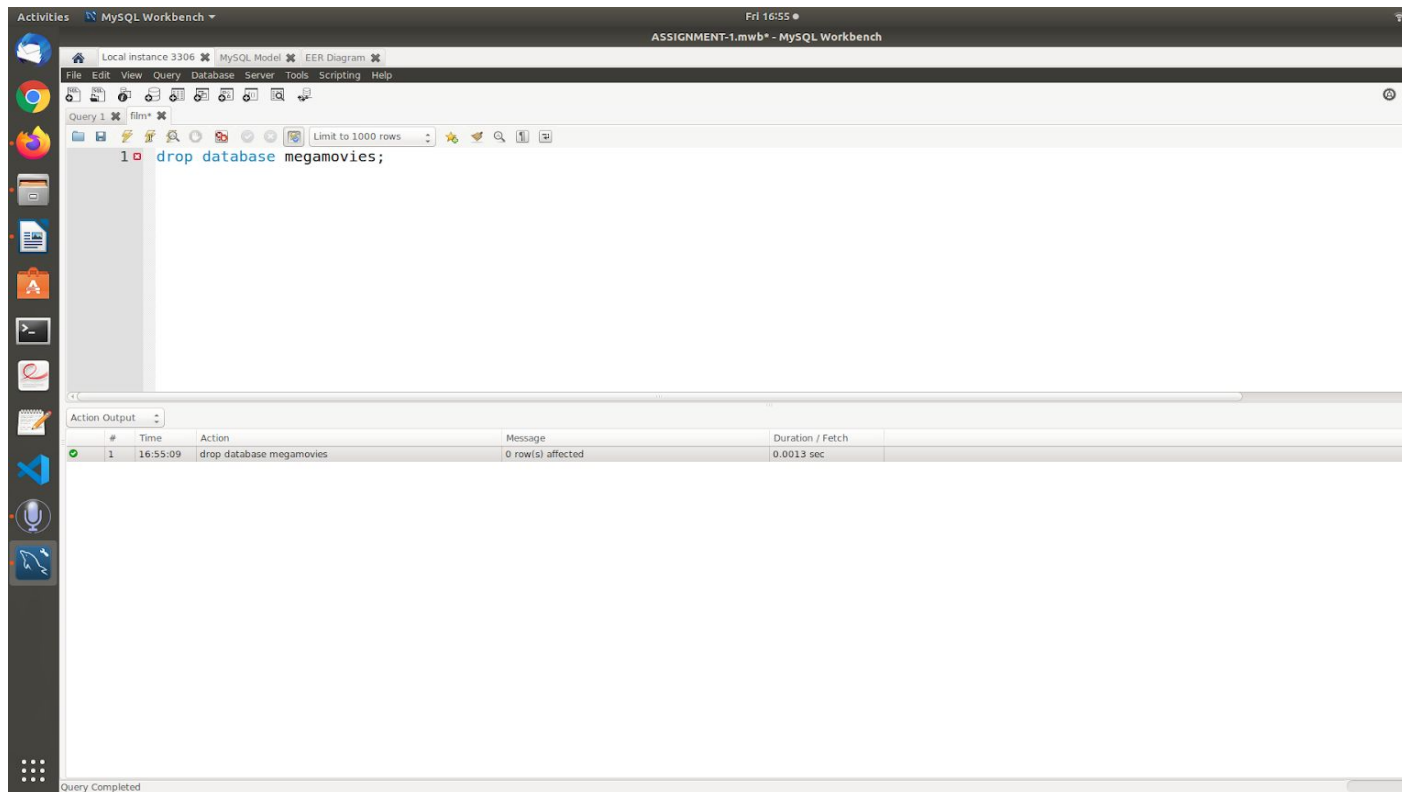 Activities MySQL Workbench Fri 16:55
ASSIGNMENT-1.mwb* - MySQL Workbench
Local instance 3306 MySQL Model EER Diagram
File Edit View Query Database Server Tools Scripting Help
Query 1 film*
Limit to 1000 rows
1 drop database megamovies;
Action Output
# Time Action Message Duration / Fetch
1 16:55:09 drop database megamovies 0 row(s) affected 0.0013 sec
Query Completed